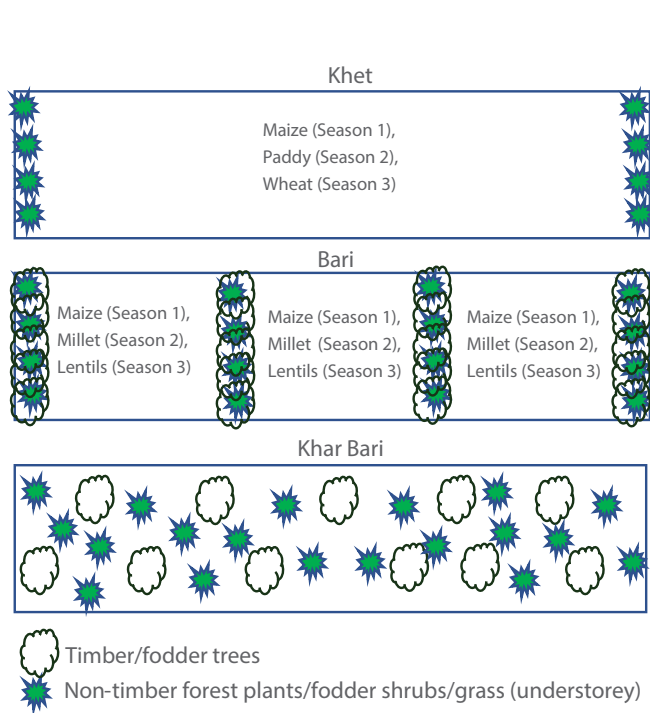 Khet
Maize (Season 1),
Paddy (Season 2),
Wheat (Season 3)
Bari
Maize (Season 1),
Millet (Season 2),
Lentils (Season 3)
Maize (Season 1),
Millet (Season 2),
Lentils (Season 3)
Maize (Season 1),
Millet (Season 2),
Lentils (Season 3)
Khar Bari
Timber/fodder trees
Non-timber forest plants/fodder shrubs/grass (understorey)